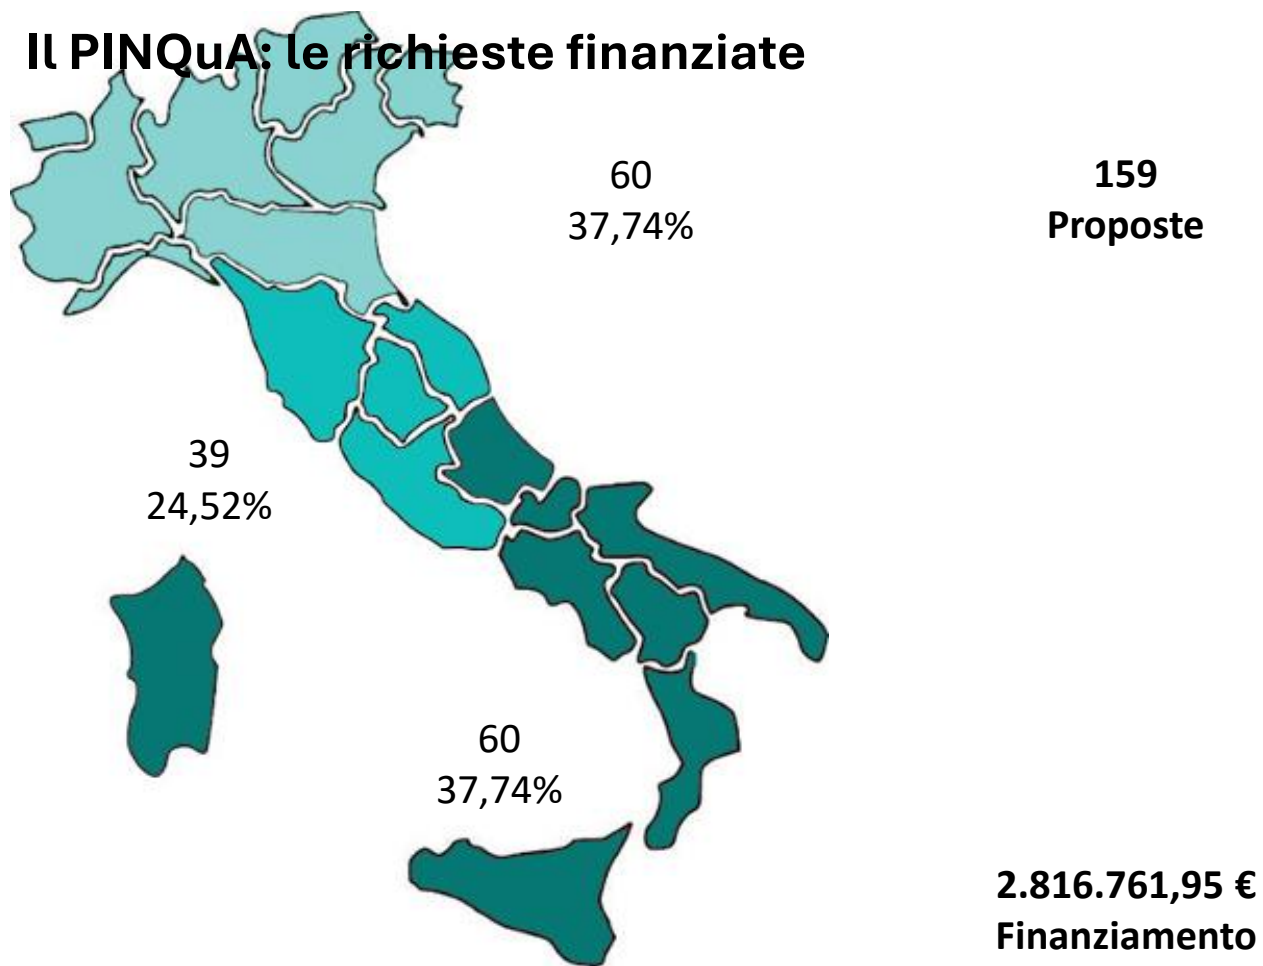 Il PINQuA: le richieste finanziate
60
37,74%
159
Proposte
39
24,52%
60
37,74%
2.816.761,95 €
Finanziamento